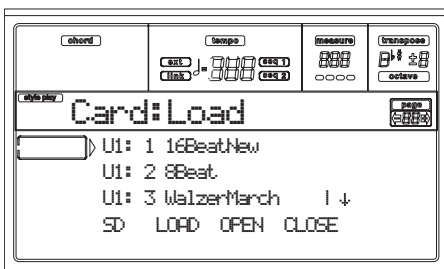 chord tempo measure transpose
ext seq 1
link seq 2
octave
style play
Card:Load
page
U1: 1 16BeatNew
U1: 2 8Beat
U1: 3 WalzerMarch
SD LOAD OPEN CLOSE